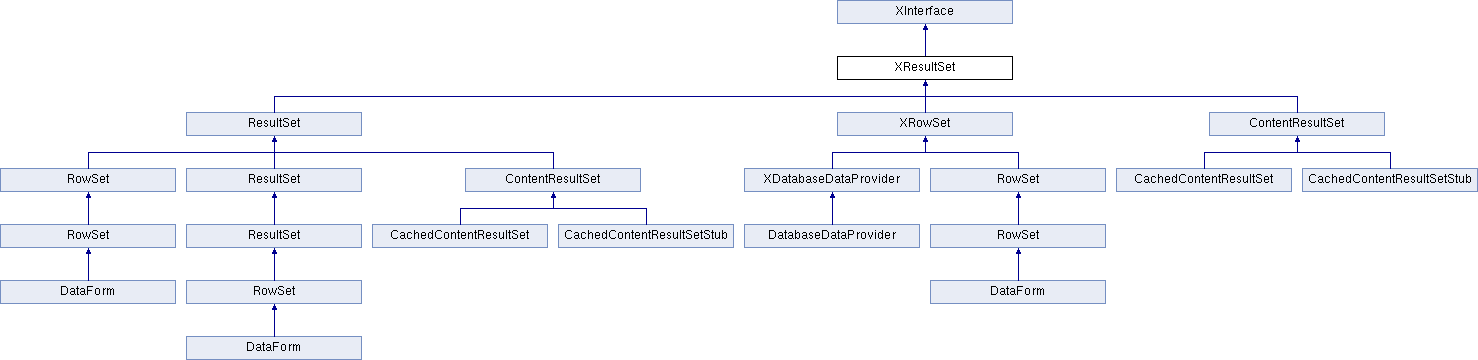 XInterface
XResultSet
ResultSet
XRowSet
ContentResultSet
RowSet
ResultSet
ContentResultSet
XDatabaseDataProvider
RowSet
CachedContentResultSet
CachedContentResultSetStub
RowSet
ResultSet
CachedContentResultSet
CachedContentResultSetStub
DatabaseDataProvider
RowSet
DataForm
RowSet
DataForm
DataForm